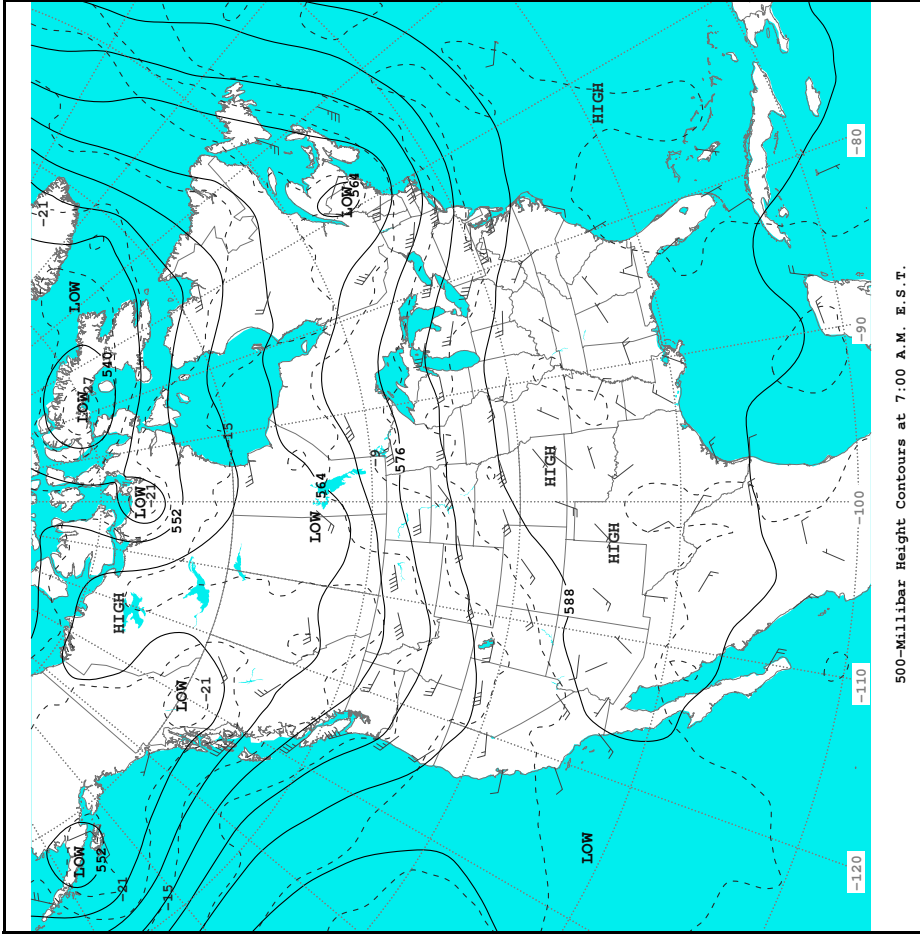 -21
LOW
LOW
-27
LOW
552
540
-21
HIGH
LOW
-21
-15
552
LOW
-21
-15
LOW
564
LOW
564
-9
576
HIGH
588
LOW
HIGH
HIGH
-120 -110 -100 -90 -80
500-Millibar Height Contours at 7:00 A.M. E.S.T.